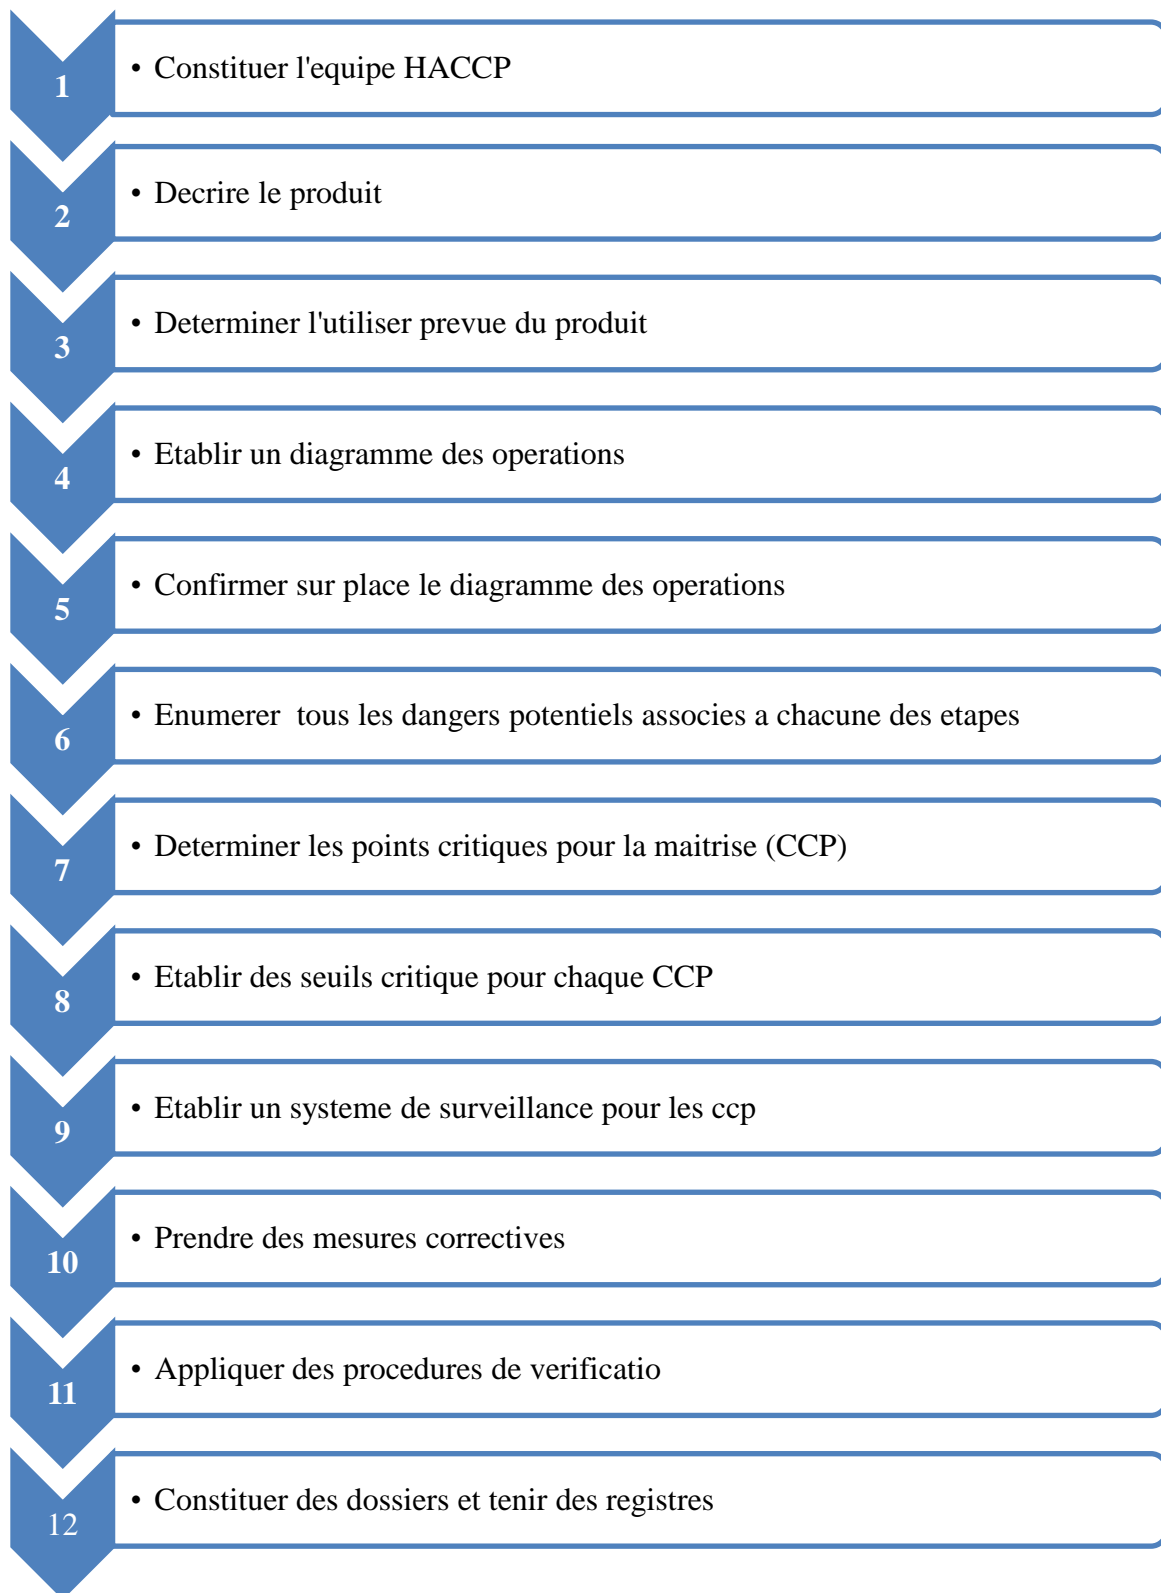 1
• Constituer l'equipe HACCP
2
• Decrire le produit
3
• Determiner l'utiliser prevue du produit
4
• Etablir un diagramme des operations
5
• Confirmer sur place le diagramme des operations
6
• Enumerer  tous les dangers potentiels associes a chacune des etapes
7
• Determiner les points critiques pour la maitrise (CCP)
8
• Etablir des seuils critique pour chaque CCP
9
• Etablir un systeme de surveillance pour les ccp
10
• Prendre des mesures correctives
11
• Appliquer des procedures de verificatio
12
• Constituer des dossiers et tenir des registres